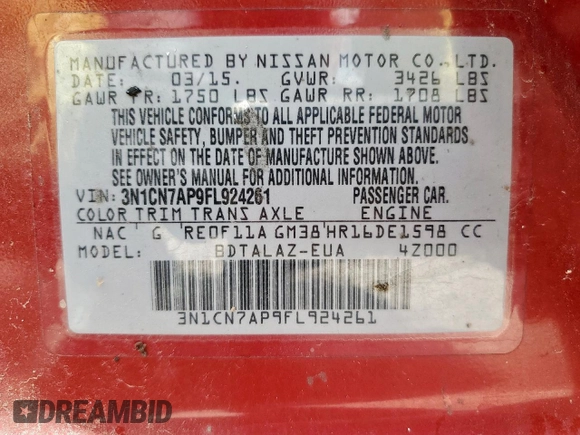 MANUFACTURED BY NISSAN MOTOR CO., LTD.
DATE: 03/15. GVWR: 3426 LBS
GAWR FR: 1750 LBS GAWR RR: 1708 LBS
THIS VEHICLE CONFORMS TO ALL APPLICABLE FEDERAL MOTOR
VEHICLE SAFETY, BUMPER AND THEFT PREVENTION STANDARDS
IN EFFECT ON THE DATE OF MANUFACTURE SHOWN ABOVE.
SEE OWNER'S MANUAL FOR ADDITIONAL INFORMATION.
VIN: 3N1CN7AP9FL924261 PASSENGER CAR.
COLOR TRIM TRANS AXLE ENGINE
NAC G RE0F11A GM38 HR16DE1598 CC
MODEL: BDTALAZ-EUA 4Z000
3N1CN7AP9FL924261
DREAMBID